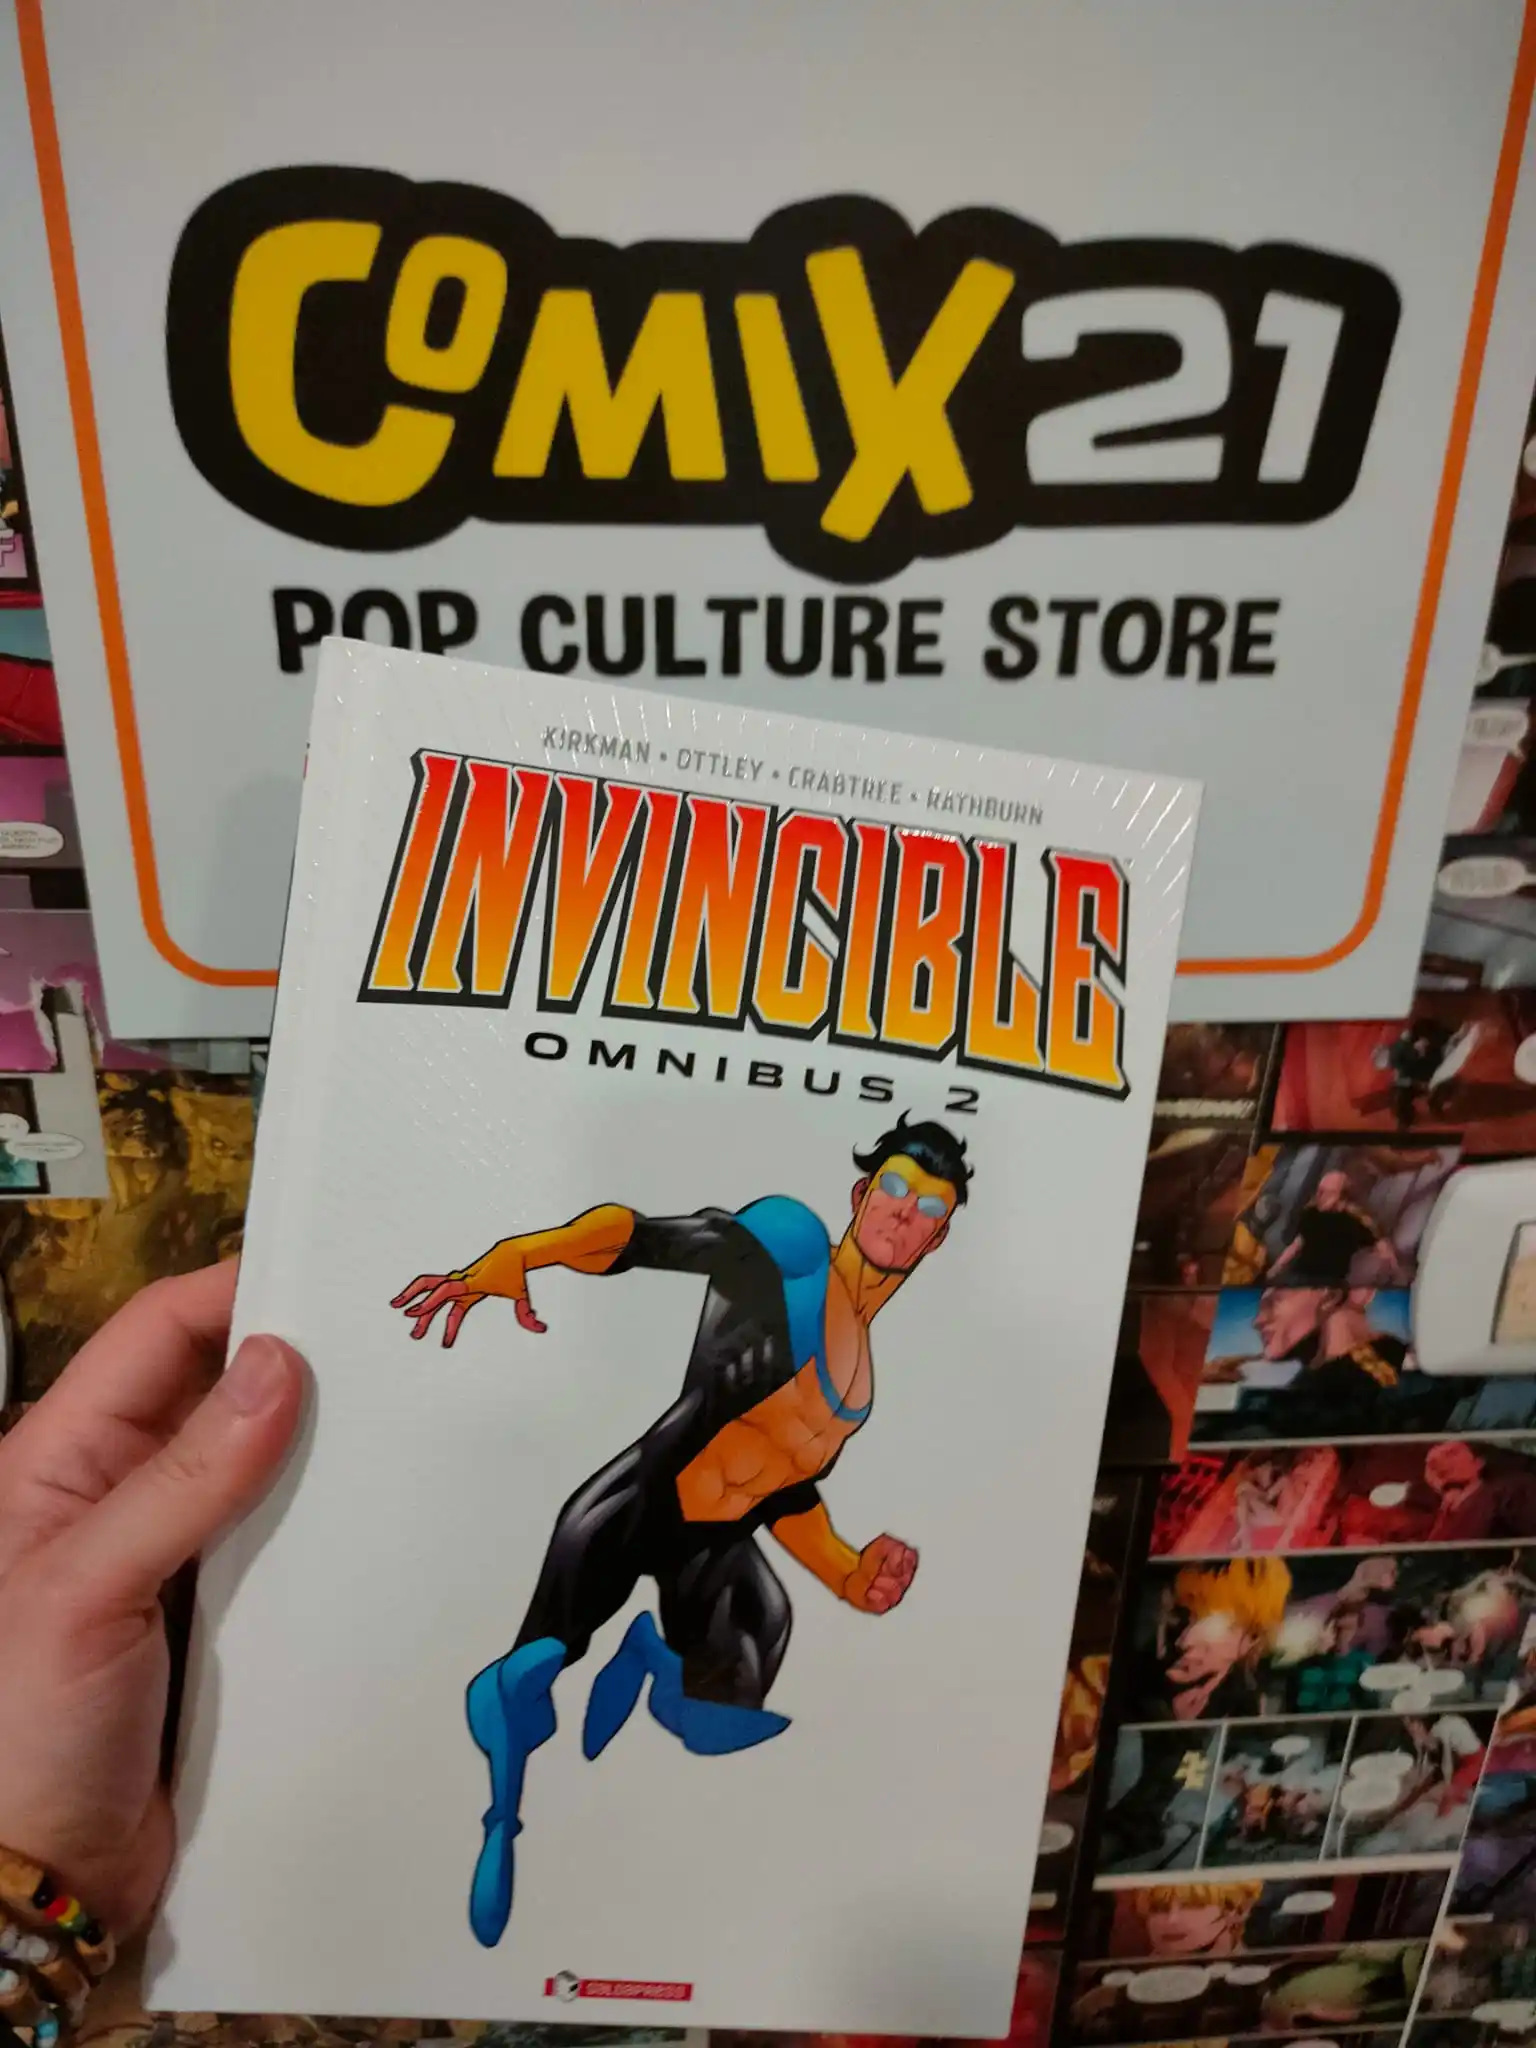 COMIX21
POP CULTURE STORE
KIRKMAN • OTTLEY • CRABTREE • RATHBURN
INVINCIBLE
OMNIBUS 2
SALDAPRESS